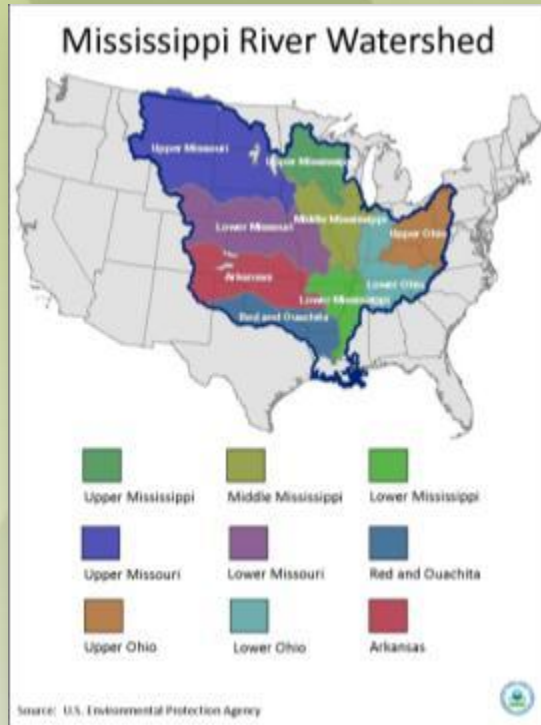 Mississippi River Watershed
Upper Missouri
Upper Mississippi
Middle Mississippi
Lower Missouri
Upper Ohio
Arkansas
Lower Ohio
Lower Mississippi
Red and Ouachita
Upper Mississippi
Middle Mississippi
Lower Mississippi
Upper Missouri
Lower Missouri
Red and Ouachita
Upper Ohio
Lower Ohio
Arkansas
Source: U.S. Environmental Protection Agency